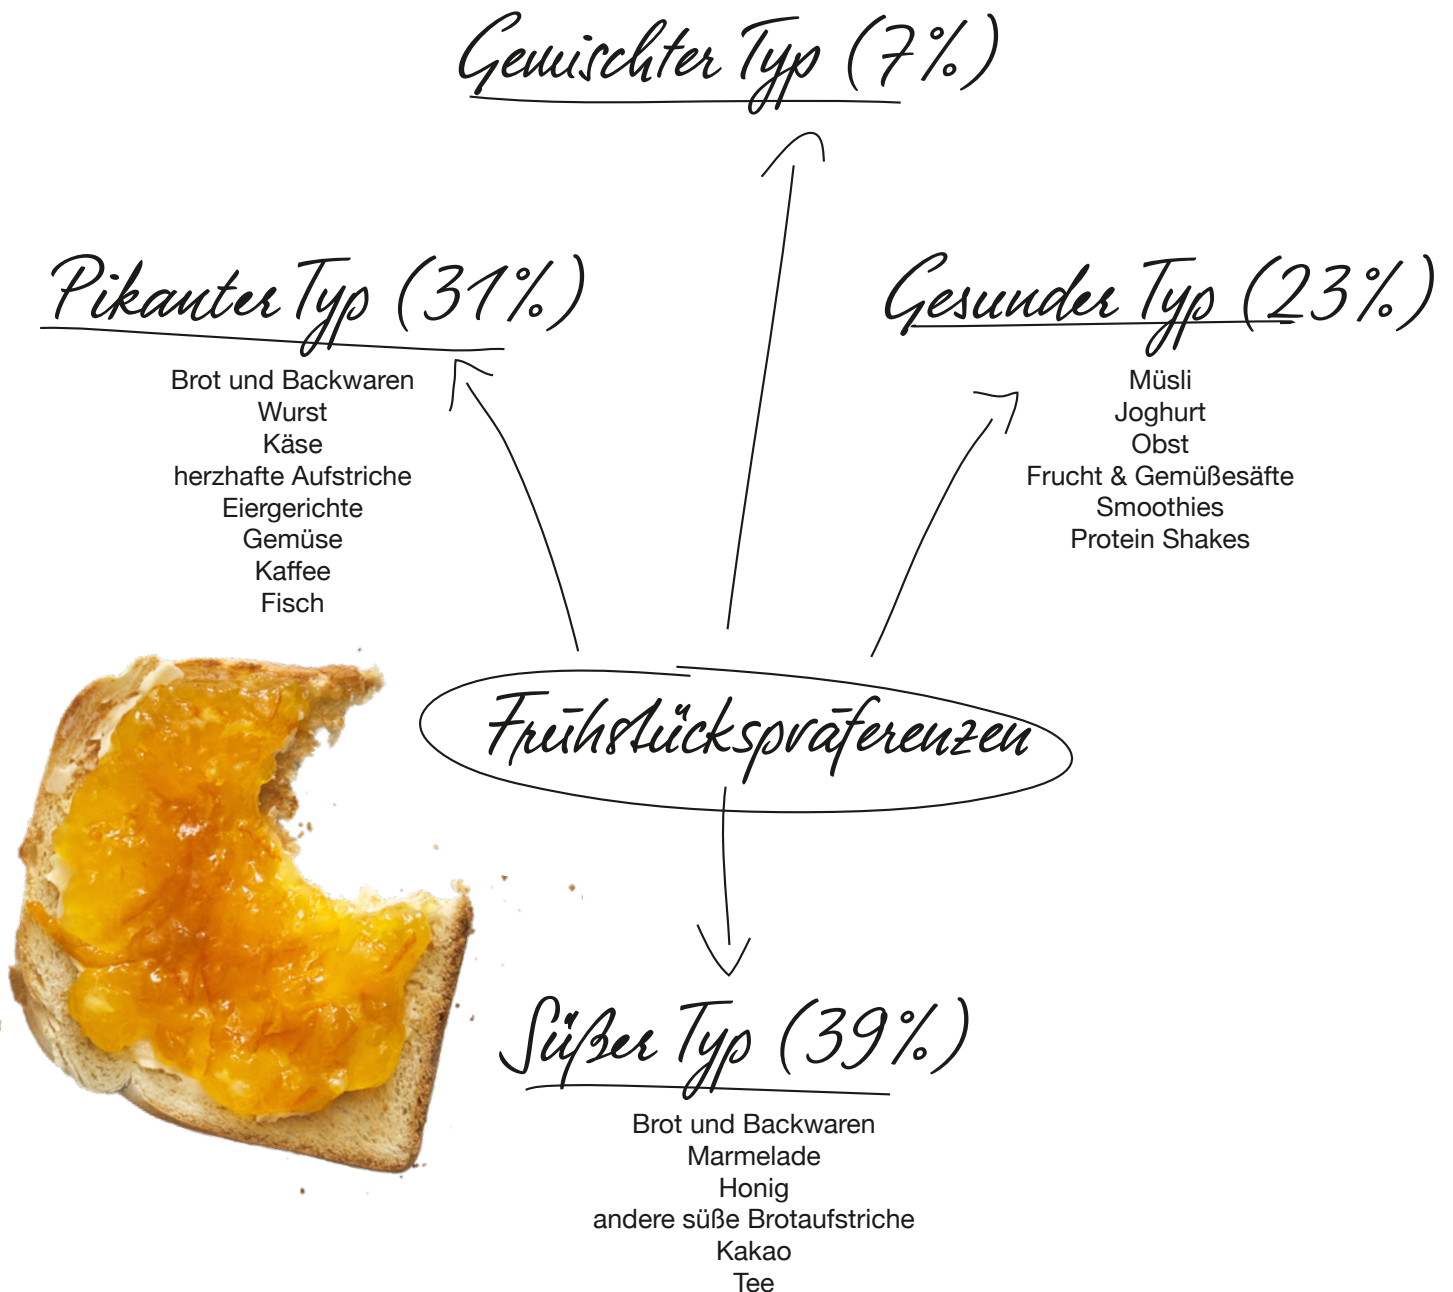 Gemischter Typ (7%)
Pikanter Typ (31%)
Brot und Backwaren
Wurst
Käse
herzhafte Aufstriche
Eiergerichte
Gemüse
Kaffee
Fisch
Gesunder Typ (23%)
Müsli
Joghurt
Obst
Frucht & Gemüßesäfte
Smoothies
Protein Shakes
Frühstückspräferenzen
Süßer Typ (39%)
Brot und Backwaren
Marmelade
Honig
andere süße Brotaufstriche
Kakao
Tee